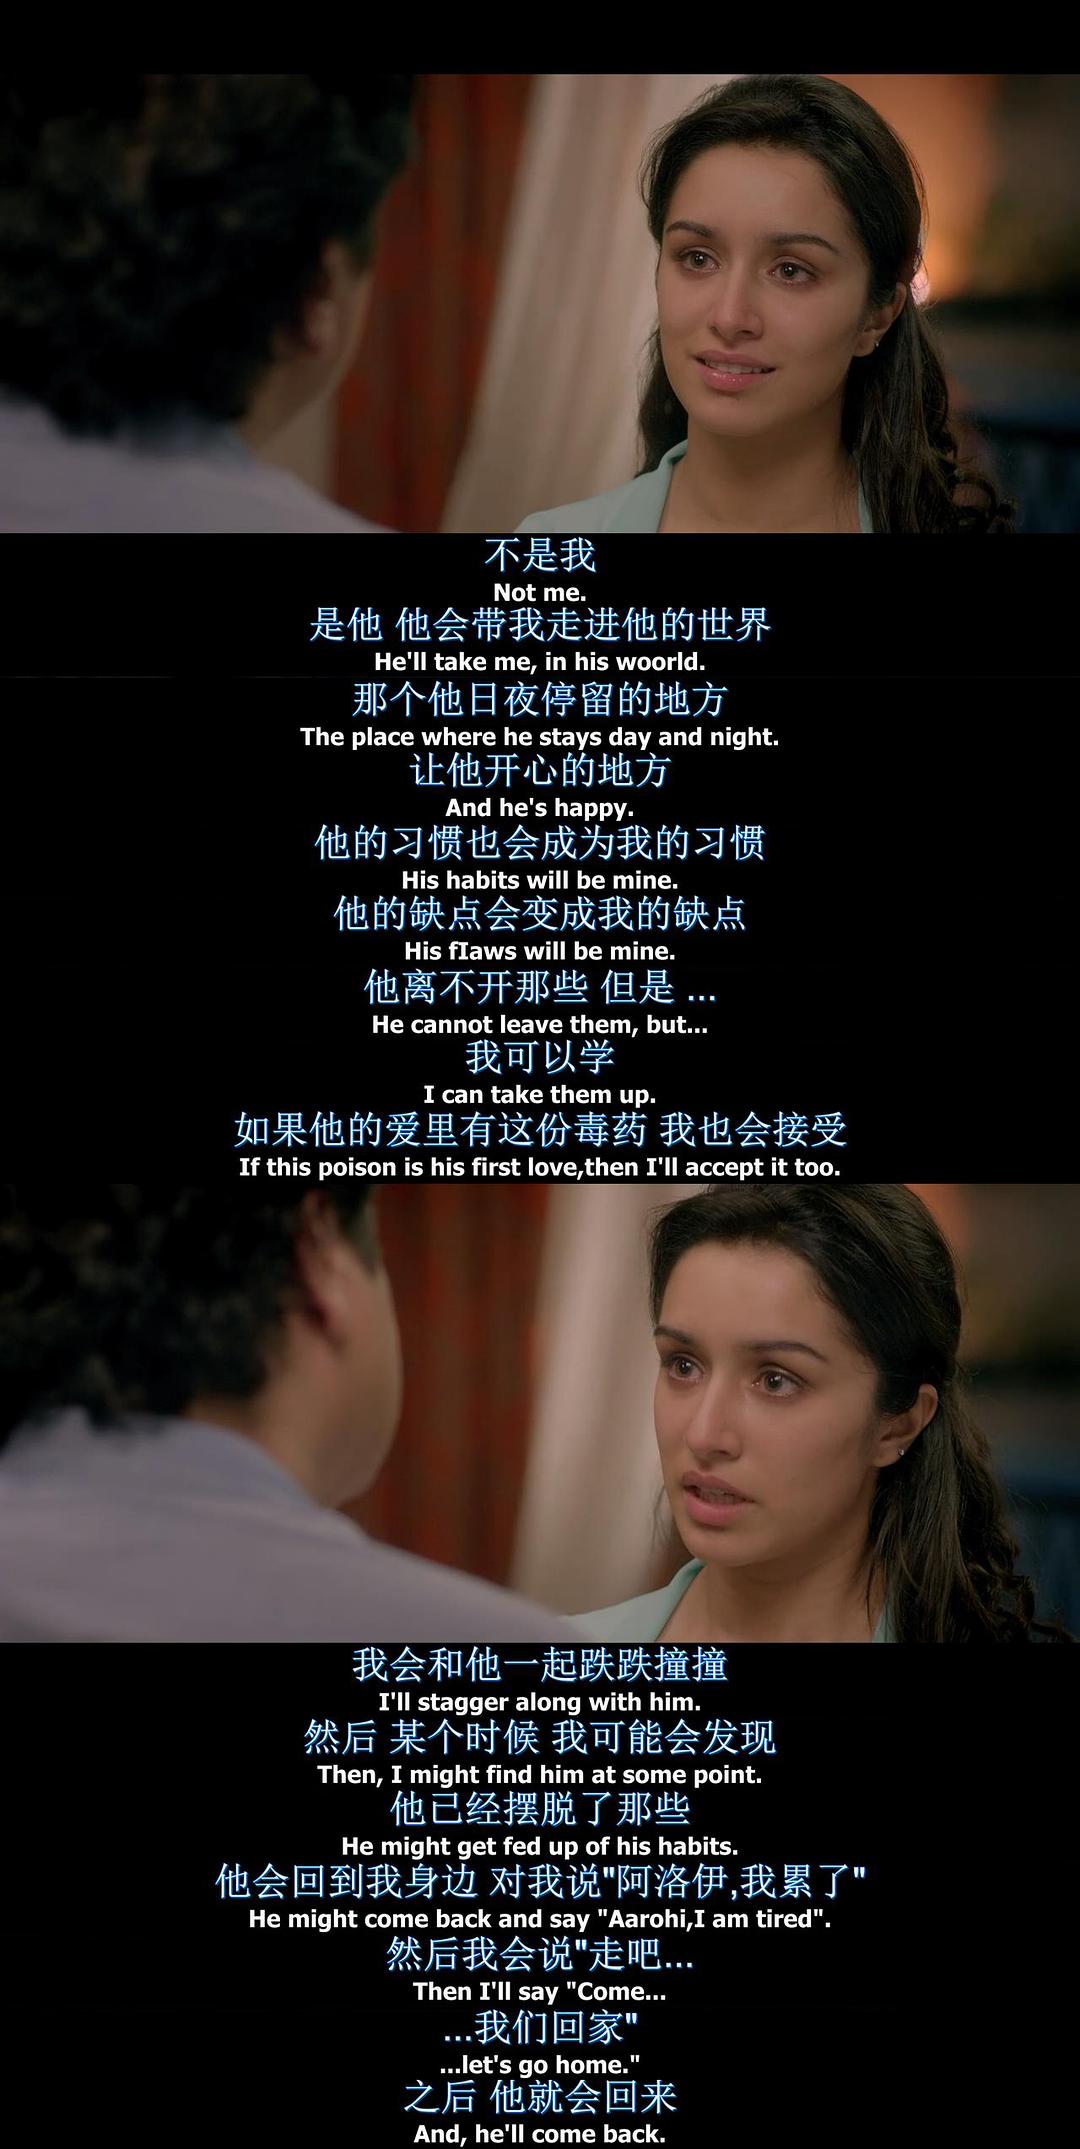 不是我
Not me.
是他 他会带我走进他的世界
He'll take me, in his woorld.
那个他日夜停留的地方
The place where he stays day and night.
让他开心的地方
And he's happy.
他的习惯也会成为我的习惯
His habits will be mine.
他的缺点会变成我的缺点
His fIaws will be mine.
他离不开那些 但是 ...
He cannot leave them, but...
我可以学
I can take them up.
如果他的爱里有这份毒药 我也会接受
If this poison is his first love,then I'll accept it too.
我会和他一起跌跌撞撞
I'll stagger along with him.
然后 某个时候 我可能会发现
Then, I might find him at some point.
他已经摆脱了那些
He might get fed up of his habits.
他会回到我身边 对我说"阿洛伊,我累了"
He might come back and say "Aarohi,I am tired".
然后我会说"走吧...
Then I'll say "Come...
...我们回家"
...let's go home."
之后 他就会回来
And, he'll come back.